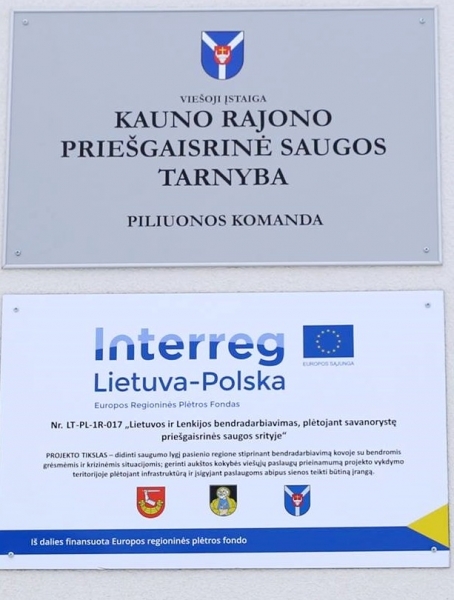 VIEŠOJI ĮSTAIGA
KAUNO RAJONO
PRIEŠGAISRINĖ SAUGOS
TARNYBA
PILIUONOS KOMANDA
Interreg
EUROPOS SĄJUNGA
Lietuva-Polska
Europos Regioninės Plėtros Fondas
Nr. LT-PL-1R-017 „Lietuvos ir Lenkijos bendradarbiavimas, plėtojant savanorystę
priešgaisrinės saugos srityje“
PROJEKTO TIKSLAS – didinti saugumo lygį pasienio regione stiprinant bendradarbiavimą kovoje su bendromis
grėsmėmis ir krizinėmis situacijomis; gerinti aukštos kokybės viešųjų paslaugų prieinamumą projekto vykdymo
teritorijoje plėtojant infrastruktūrą ir įsigyjant paslaugoms abipus sienos teikti būtiną įrangą.
Iš dalies finansuota Europos regioninės plėtros fondo